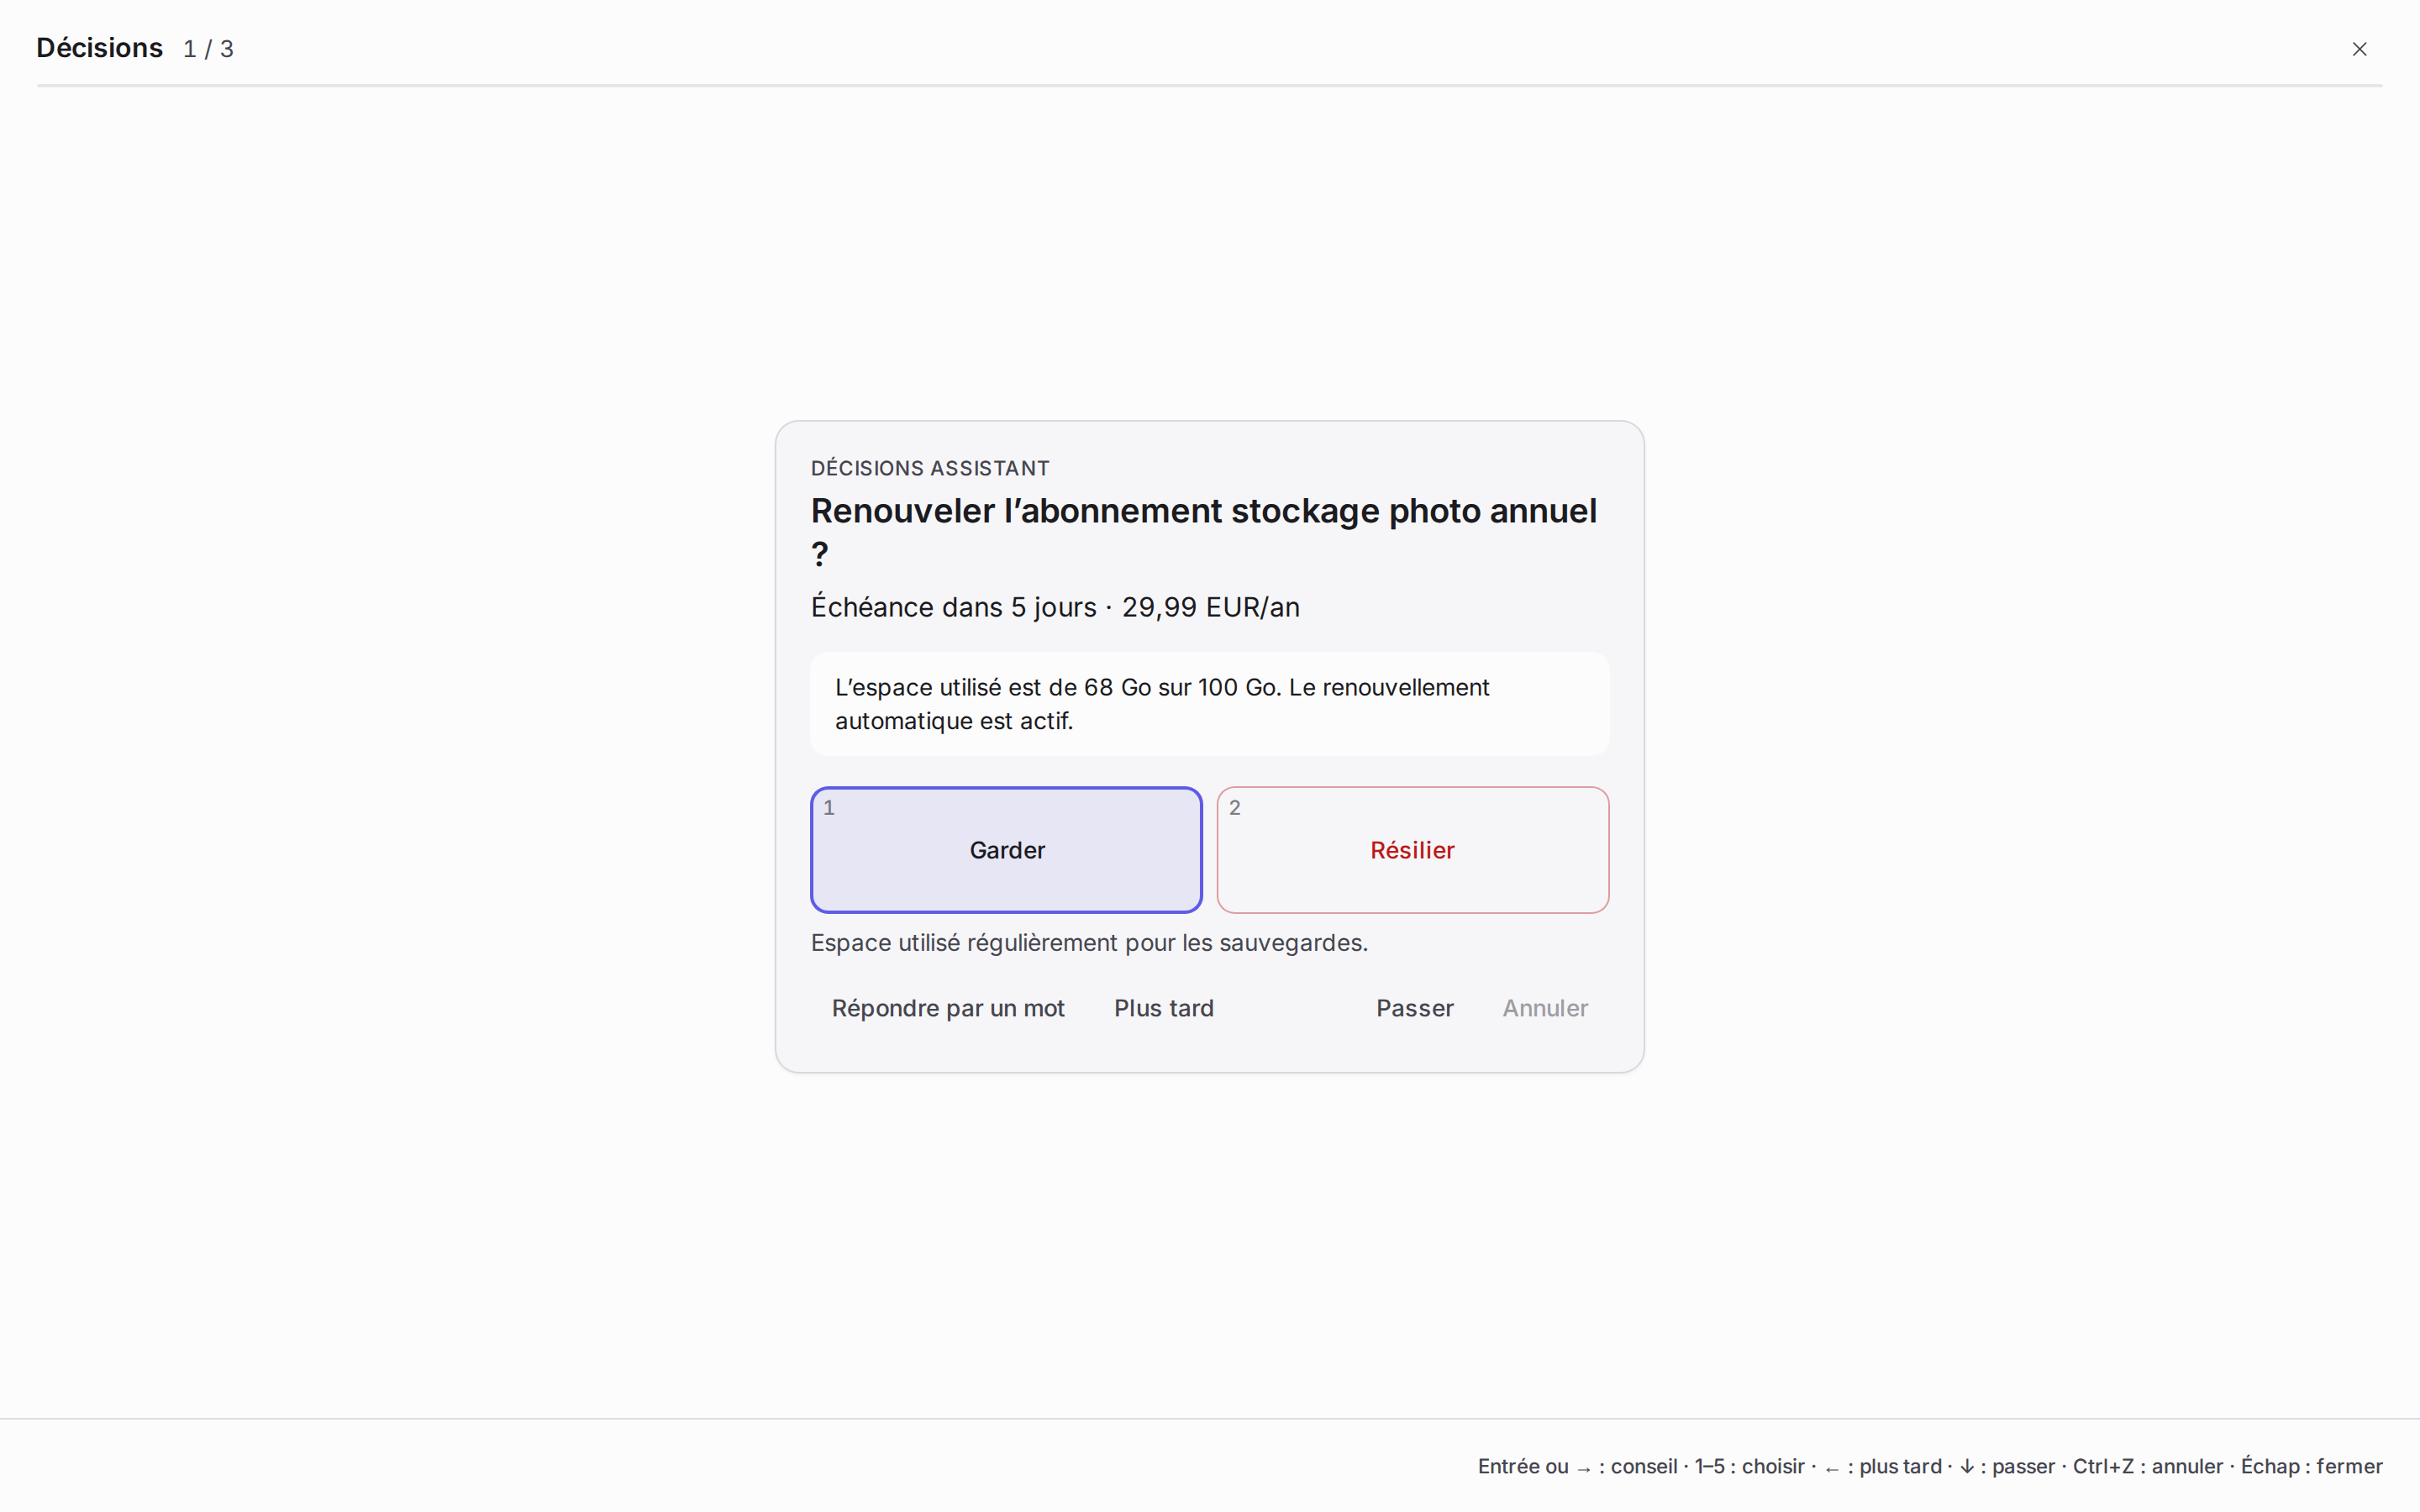 Décisions 1 / 3
×
DÉCISIONS ASSISTANT
Renouveler l’abonnement stockage photo annuel
?
Échéance dans 5 jours · 29,99 EUR/an
L’espace utilisé est de 68 Go sur 100 Go. Le renouvellement
automatique est actif.
1 Garder
2 Résilier
Espace utilisé régulièrement pour les sauvegardes.
Répondre par un mot Plus tard Passer Annuler
Entrée ou → : conseil · 1–5 : choisir · ← : plus tard · ↓ : passer · Ctrl+Z : annuler · Échap : fermer